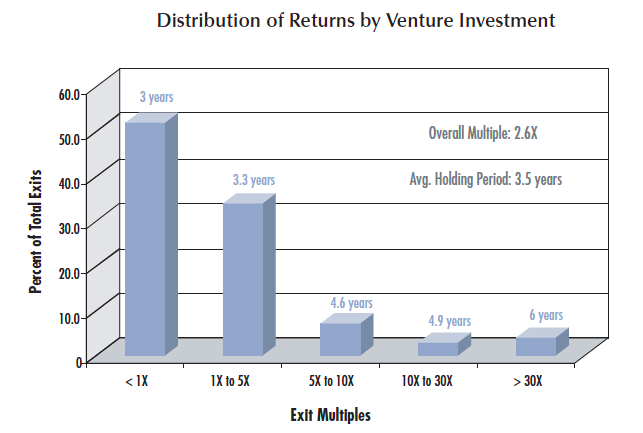 Distribution of Returns by Venture Investment
60.0
50.0
40.0
30.0
20.0
10.0
0
Percent of Total Exits
3 years
3.3 years
4.6 years
4.9 years
6 years
Overall Multiple: 2.6X
Avg. Holding Period: 3.5 years
< 1X
1X to 5X
5X to 10X
10X to 30X
> 30X
Exit Multiples